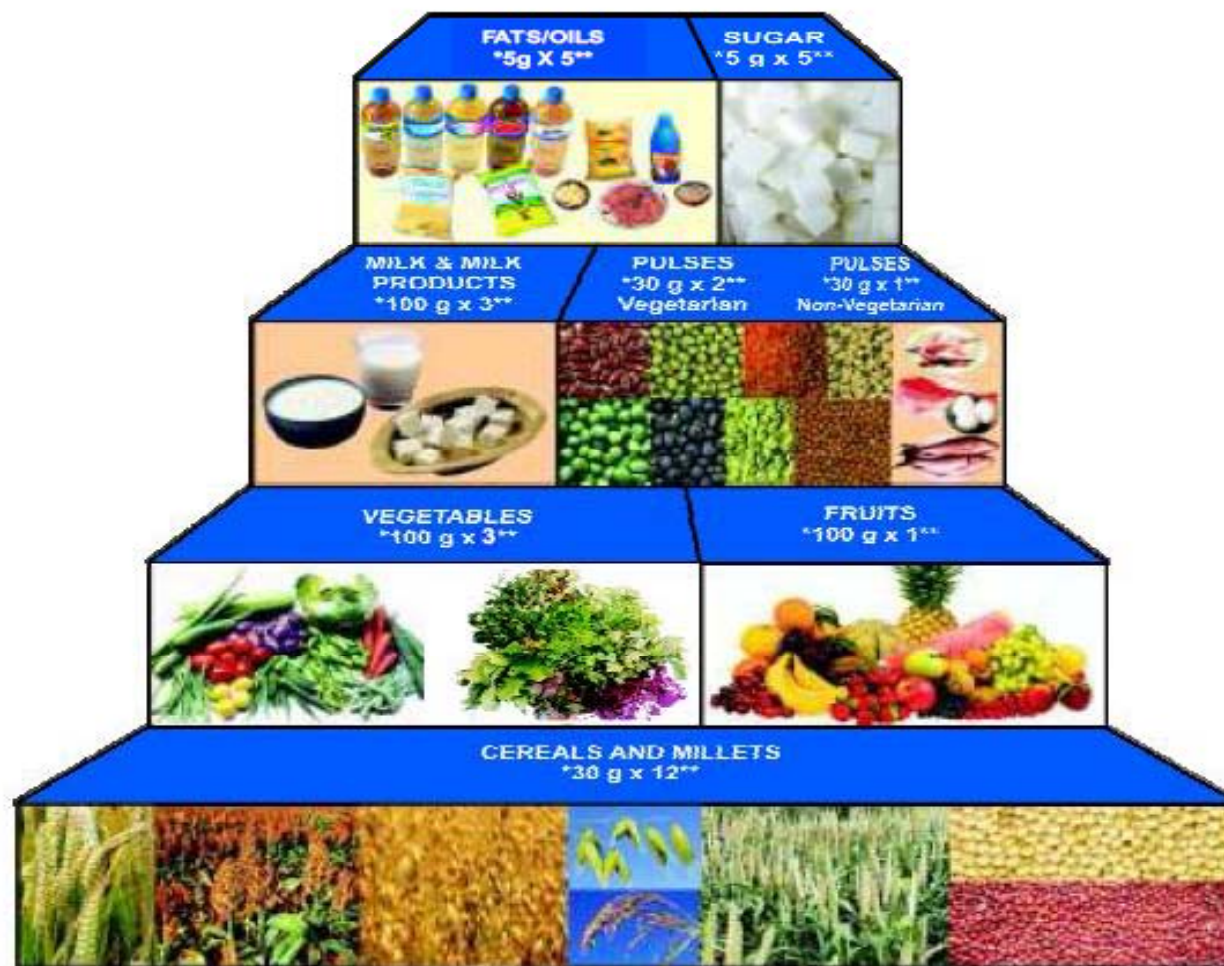 FATS/OILS
*5g X 5**
SUGAR
*5 g x 5**
MILK & MILK
PRODUCTS
*100 g x 3**
PULSES
*30 g x 2**
Vegetarian
PULSES
*30 g x 1**
Non-Vegetarian
VEGETABLES
*100 g x 3**
FRUITS
*100 g x 1**
CEREALS AND MILLETS
*30 g x 12**